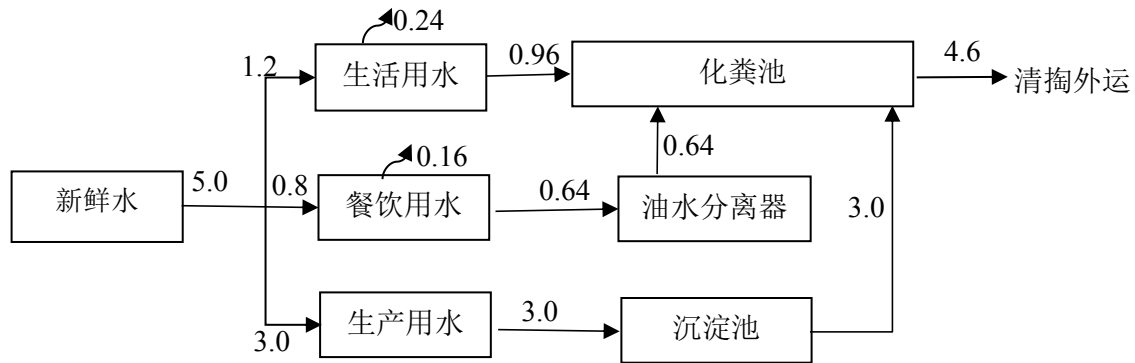 0.24
1.2
生活用水
0.96
化粪池
4.6
清掏外运
0.16
0.64
新鲜水
5.0
0.8
餐饮用水
0.64
油水分离器
3.0
3.0
生产用水
3.0
沉淀池